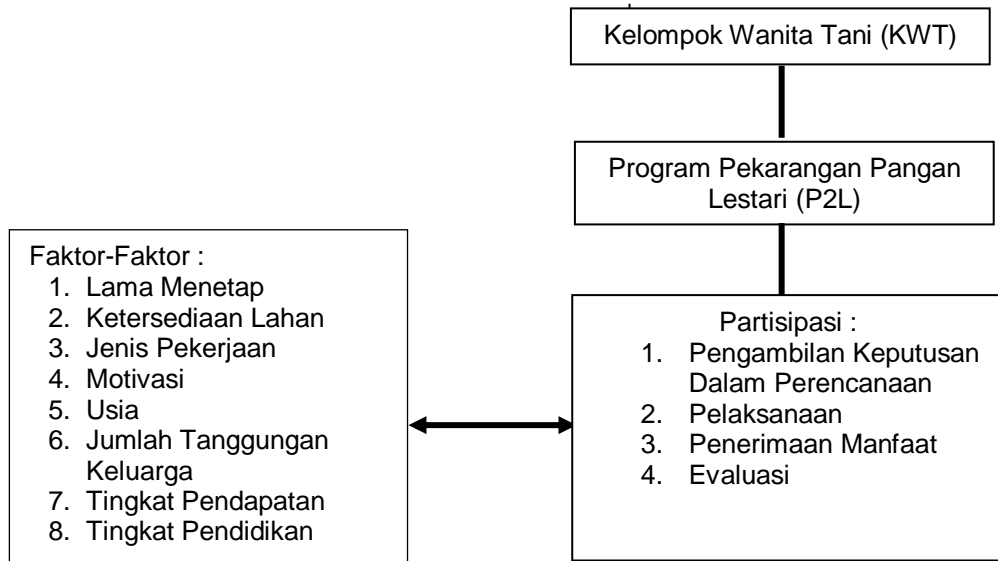 Kelompok Wanita Tani (KWT)
Program Pekarangan Pangan
Lestari (P2L)
Faktor-Faktor :
1. Lama Menetap
2. Ketersediaan Lahan
3. Jenis Pekerjaan
4. Motivasi
5. Usia
6. Jumlah Tanggungan
Keluarga
7. Tingkat Pendapatan
8. Tingkat Pendidikan
Partisipasi :
1. Pengambilan Keputusan
Dalam Perencanaan
2. Pelaksanaan
3. Penerimaan Manfaat
4. Evaluasi